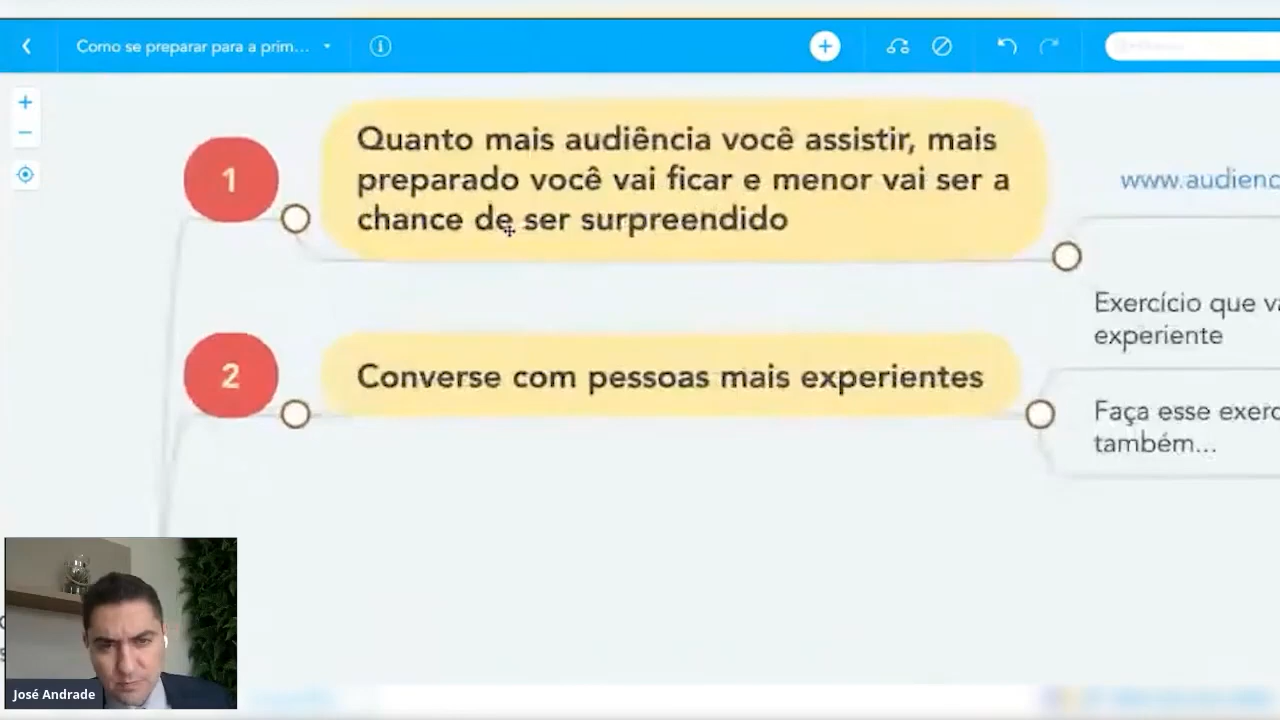 Como se preparar para a prim...
1
Quanto mais audiência você assistir, mais
preparado você vai ficar e menor vai ser a
chance de ser surpreendido
www.audienc
Exercício que va
experiente
2
Converse com pessoas mais experientes
Faça esse exerc
também...
José Andrade